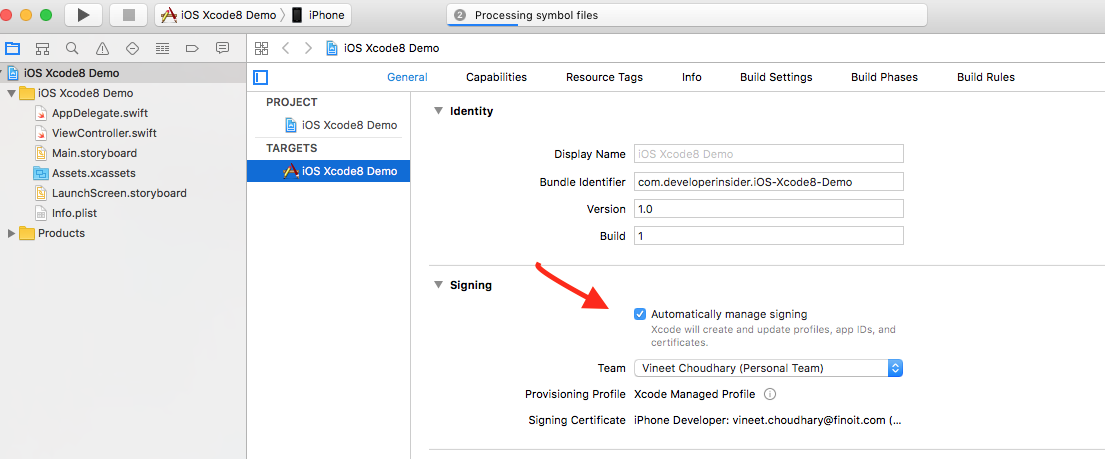 iOS Xcode8 Demo
iPhone
2
Processing symbol files
iOS Xcode8 Demo
iOS Xcode8 Demo
AppDelegate.swift
ViewController.swift
Main.storyboard
Assets.xcassets
LaunchScreen.storyboard
Info.plist
Products
iOS Xcode8 Demo
General
Capabilities
Resource Tags
Info
Build Settings
Build Phases
Build Rules
PROJECT
iOS Xcode8 Demo
TARGETS
iOS Xcode8 Demo
Identity
Display Name
iOS Xcode8 Demo
Bundle Identifier
com.developerinsider.iOS-Xcode8-Demo
Version
1.0
Build
1
Signing
Automatically manage signing
Xcode will create and update profiles, app IDs, and
certificates.
Team
Vineet Choudhary (Personal Team)
Provisioning Profile
Xcode Managed Profile
Signing Certificate
iPhone Developer: vineet.choudhary@finoit.com (...